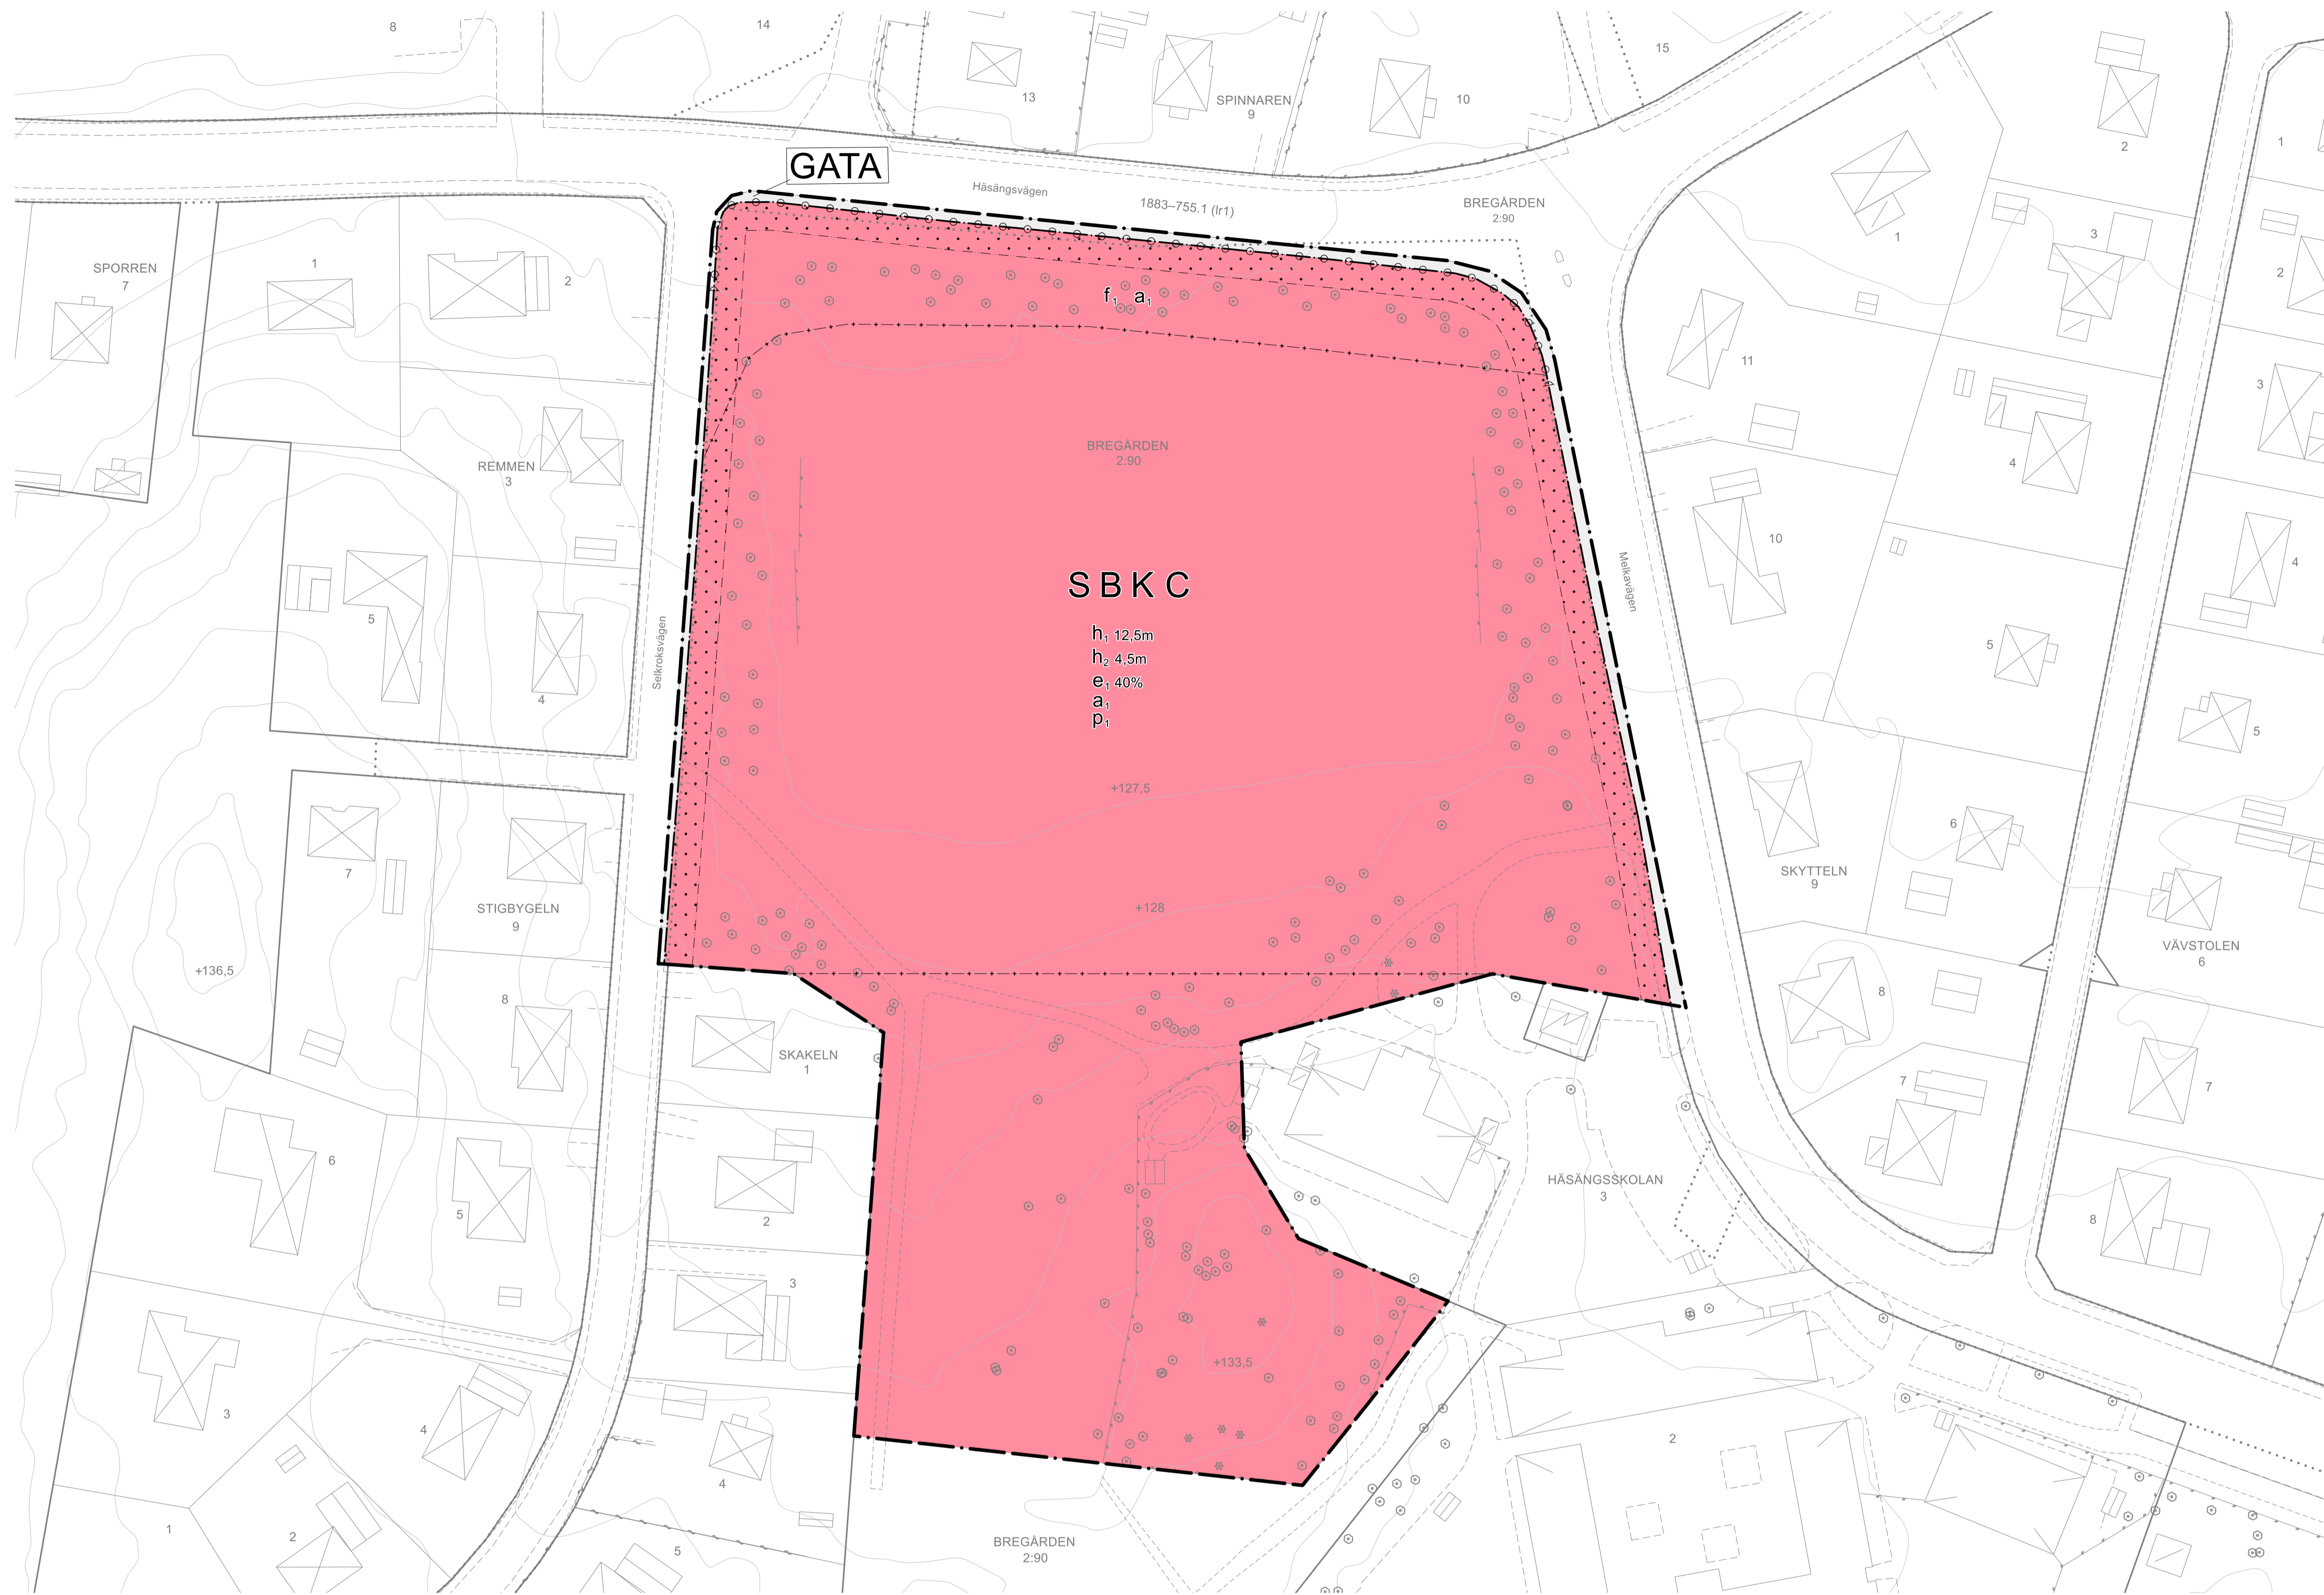 8
14
13
SPINNAREN
9
10
15
2
1
GATA
Häsängsvägen
1883–755.1 (lr1)
BREGÅRDEN
2:90
1
3
2
SPORREN
7
1
2
f₁ a₁
11
3
4
BREGÅRDEN
2:90
REMMEN
3
10
4
SBKC
Melkavägen
5
4
Selkroksvägen
h₁ 12,5m
h₂ 4,5m
e₁ 40%
a₁
p₁
5
5
+127,5
7
STIGBYGELN
9
SKYTTELN
9
6
+128
VÄVSTOLEN
6
+136,5
8
8
SKAKELN
1
7
7
6
5
2
HÄSÄNGSSKOLAN
3
8
3
+133,5
3
4
4
2
1
2
5
BREGÅRDEN
2:90